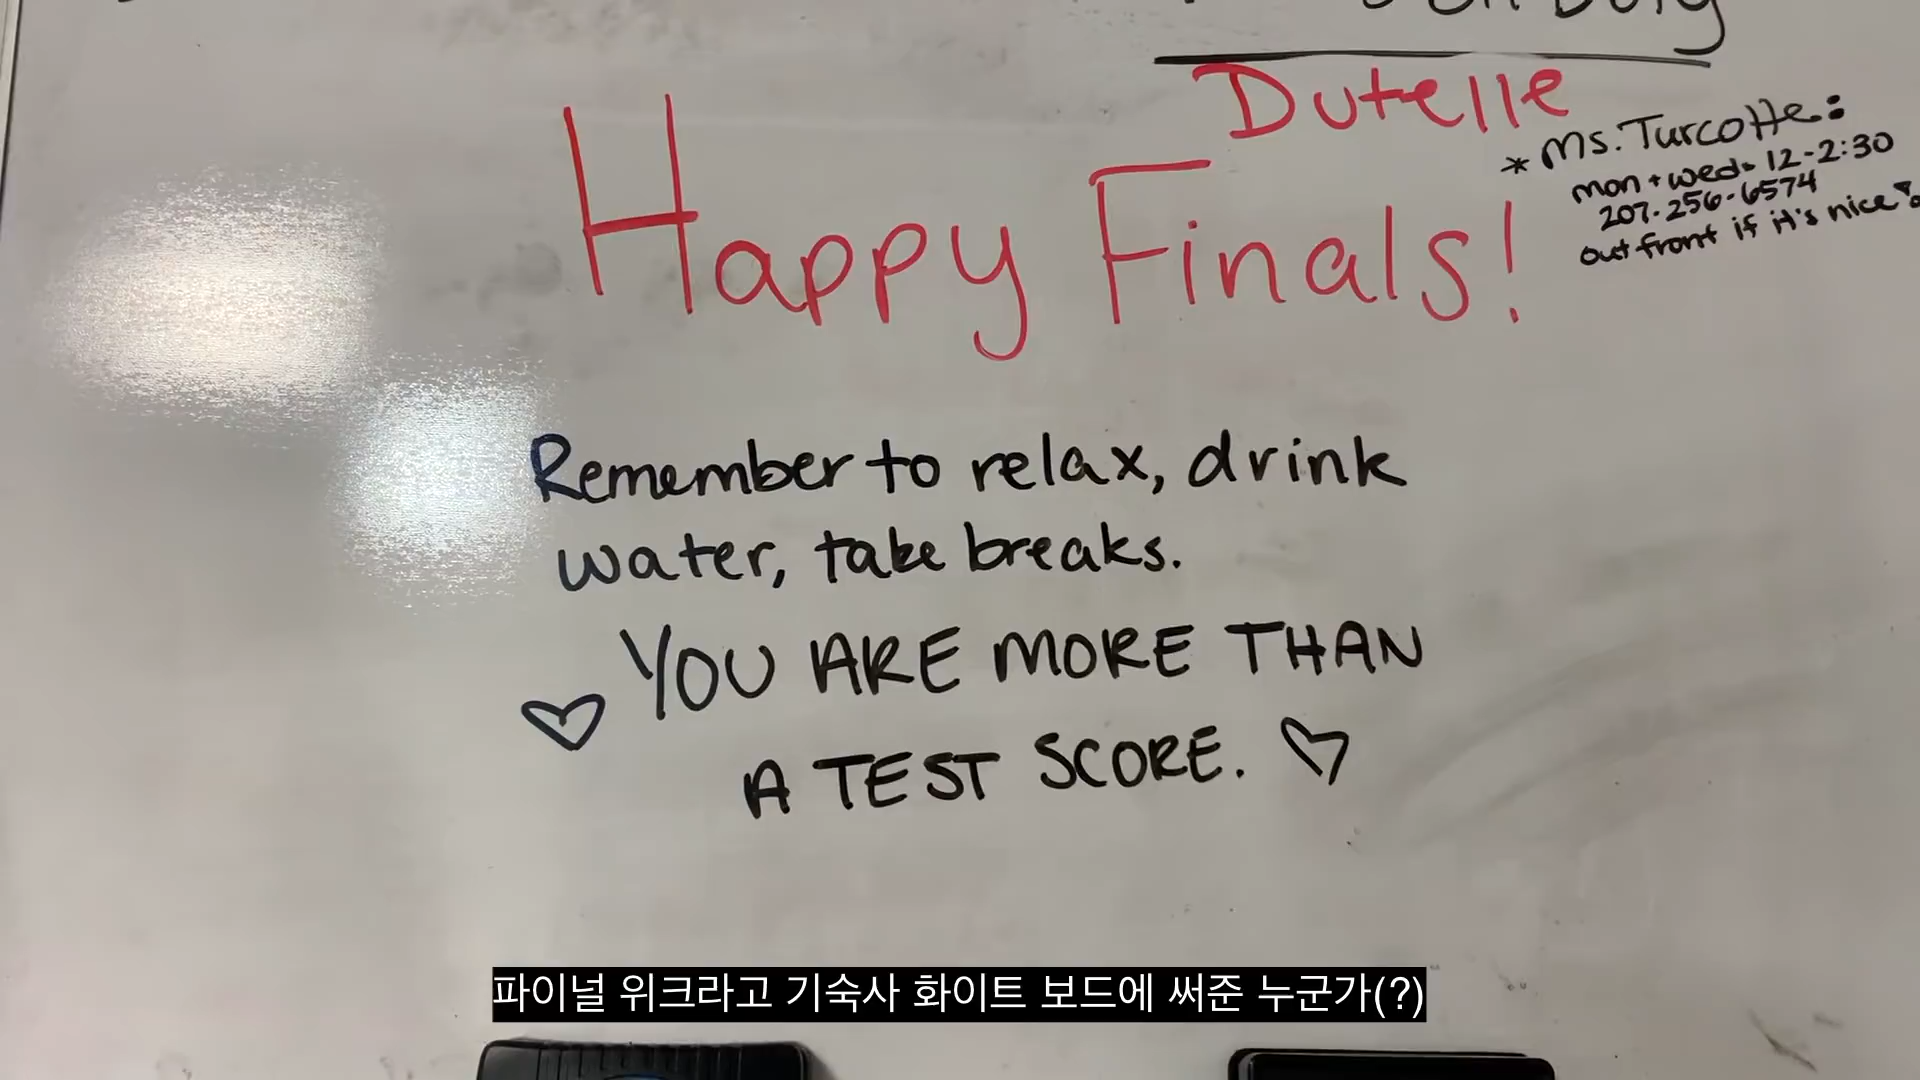 Duty
Dutelle
* Ms. Turcotte:
mon + wed. 12-2:30
207-256-6574
out front if it's nice
Happy Finals!
Remember to relax, drink
water, take breaks.
YOU ARE MORE THAN
A TEST SCORE.
파이널 위크라고 기숙사 화이트 보드에 써준 누군가(?)